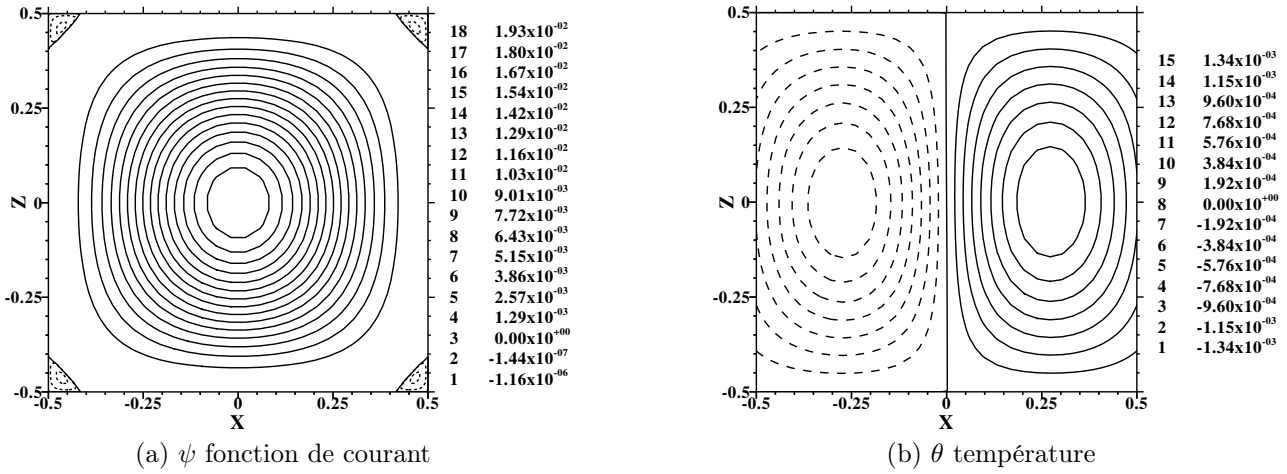 0.5
0.25
0
-0.25
-0.5
Z
-0.5 -0.25 0 0.25 0.5
X
18 1.93x10^-02
17 1.80x10^-02
16 1.67x10^-02
15 1.54x10^-02
14 1.42x10^-02
13 1.29x10^-02
12 1.16x10^-02
11 1.03x10^-02
10 9.01x10^-03
9 7.72x10^-03
8 6.43x10^-03
7 5.15x10^-03
6 3.86x10^-03
5 2.57x10^-03
4 1.29x10^-03
3 0.00x10^+00
2 -1.44x10^-07
1 -1.16x10^-06
(a) ψ fonction de courant
0.5
0.25
0
-0.25
-0.5
Z
-0.5 -0.25 0 0.25 0.5
X
15 1.34x10^-03
14 1.15x10^-03
13 9.60x10^-04
12 7.68x10^-04
11 5.76x10^-04
10 3.84x10^-04
9 1.92x10^-04
8 0.00x10^+00
7 -1.92x10^-04
6 -3.84x10^-04
5 -5.76x10^-04
4 -7.68x10^-04
3 -9.60x10^-04
2 -1.15x10^-03
1 -1.34x10^-03
(b) θ température